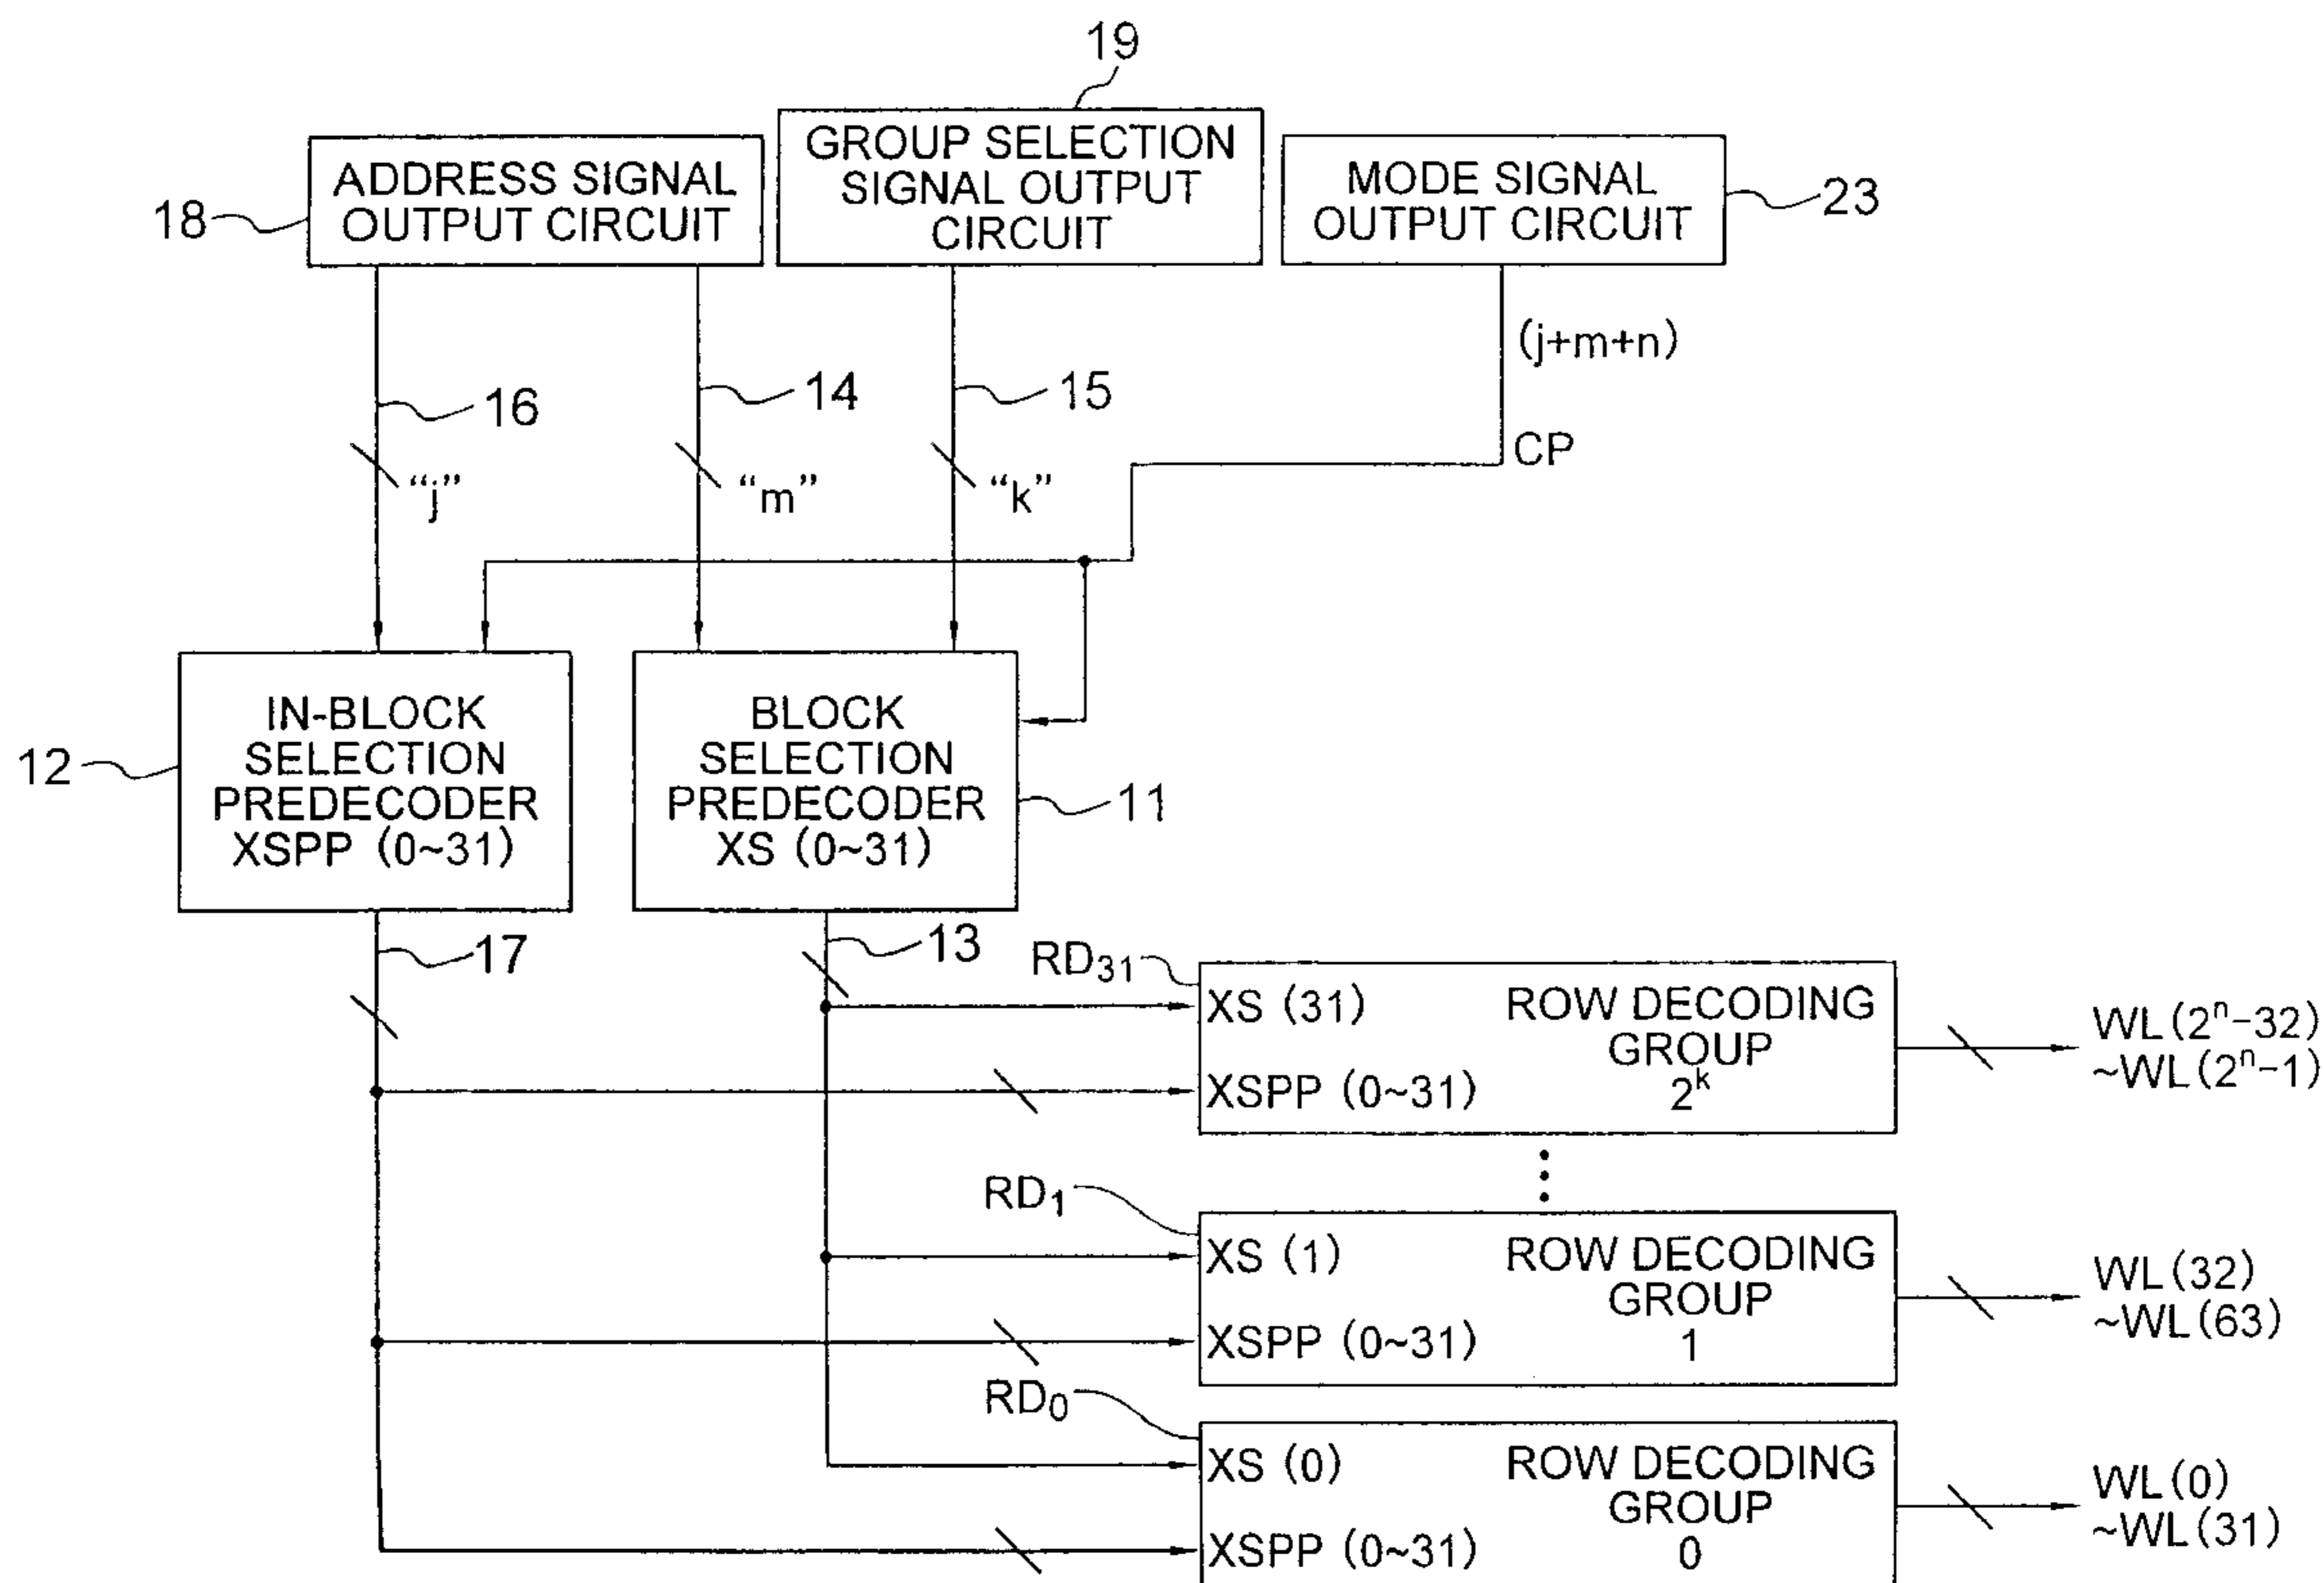 19
ADDRESS SIGNAL
OUTPUT CIRCUIT
18
GROUP SELECTION
SIGNAL OUTPUT
CIRCUIT
MODE SIGNAL
OUTPUT CIRCUIT
23
(j+m+n)
16
14
15
CP
“j”
“m”
“k”
IN-BLOCK
SELECTION
PREDECODER
XSPP (0~31)
12
BLOCK
SELECTION
PREDECODER
XS (0~31)
11
17
13
RD₃₁
XS (31)
XSPP (0~31)
ROW DECODING
GROUP
2ᵏ
WL(2ⁿ-32)
~WL(2ⁿ-1)
RD₁
XS (1)
XSPP (0~31)
ROW DECODING
GROUP
1
WL(32)
~WL(63)
RD₀
XS (0)
XSPP (0~31)
ROW DECODING
GROUP
0
WL(0)
~WL(31)